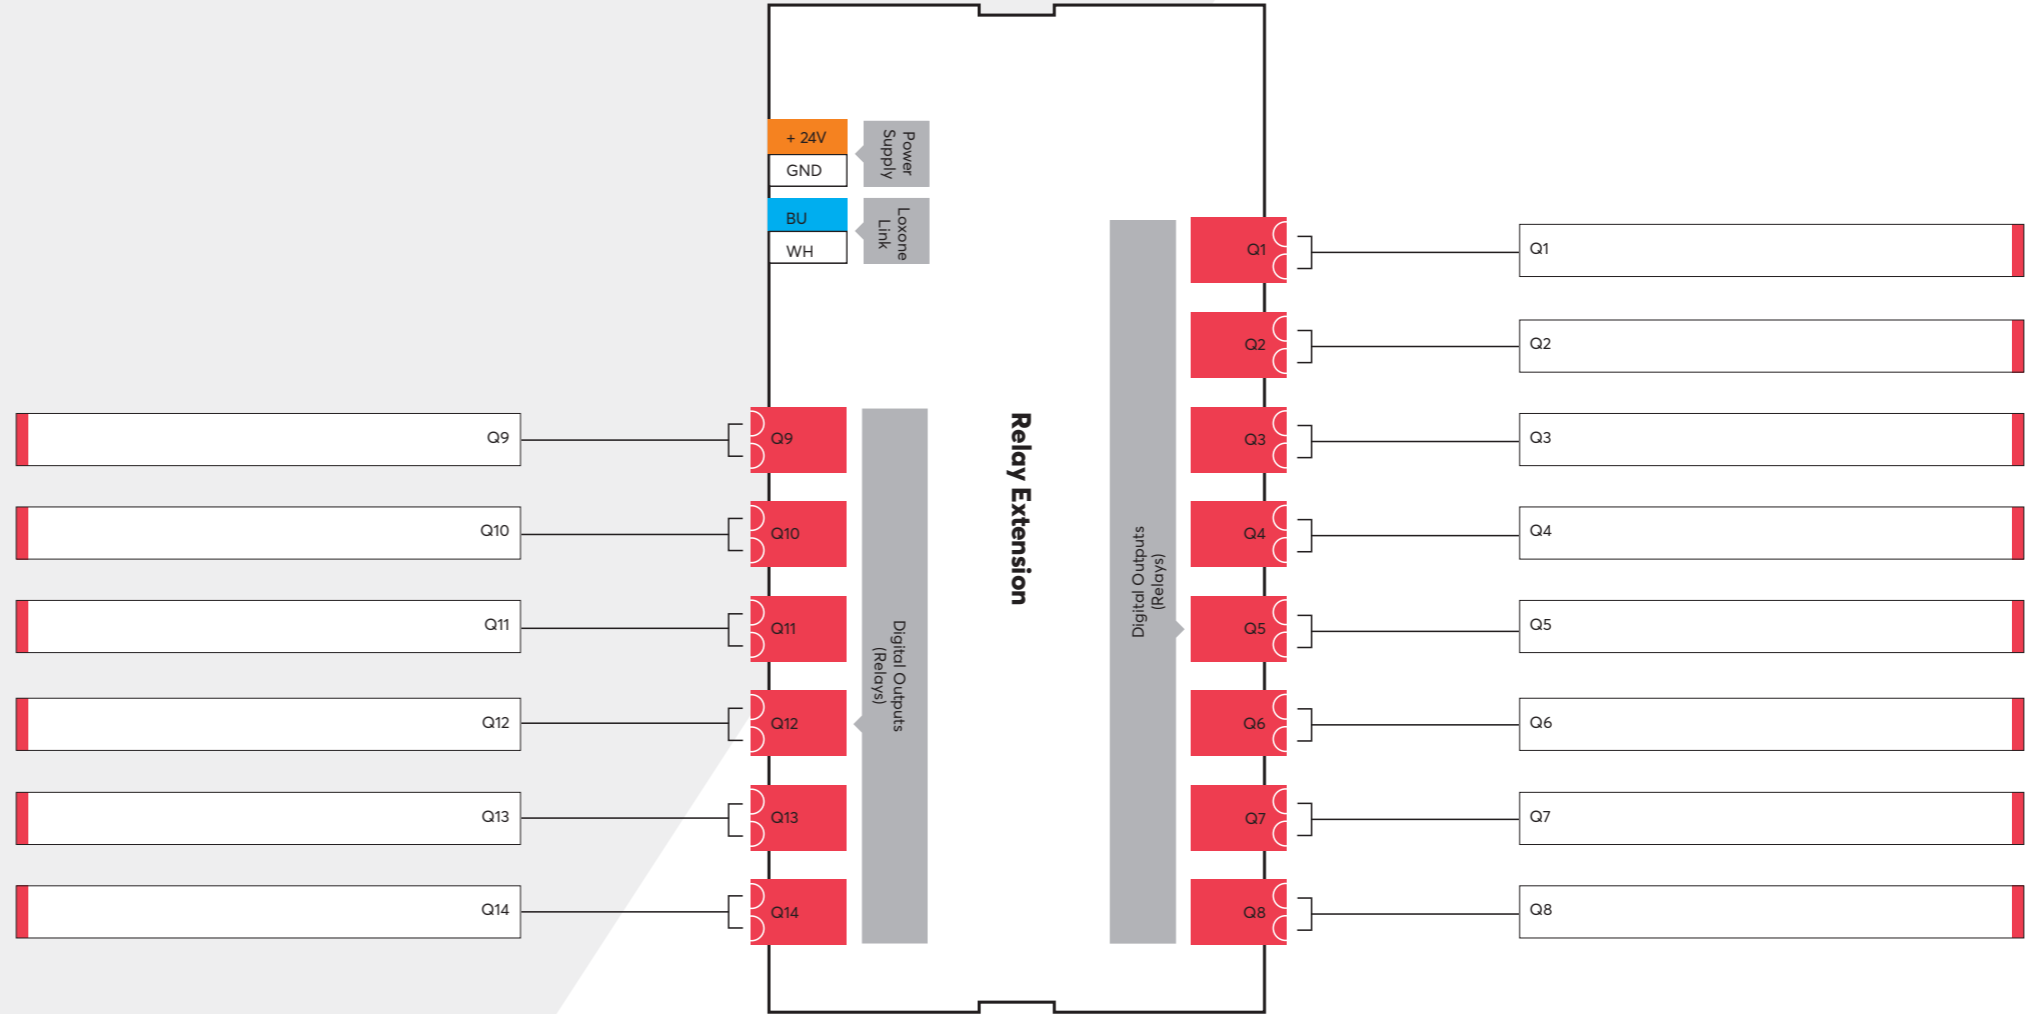 + 24V
GND
Power
Supply
BU
WH
Loxone
Link
Relay Extension
Digital Outputs
(Relays)
Q1
Q1
Q2
Q2
Q3
Q3
Q4
Q4
Q5
Q5
Q6
Q6
Q7
Q7
Q8
Q8
Q9
Q9
Q10
Q10
Q11
Q11
Q12
Q12
Q13
Q13
Q14
Q14
Digital Outputs
(Relays)